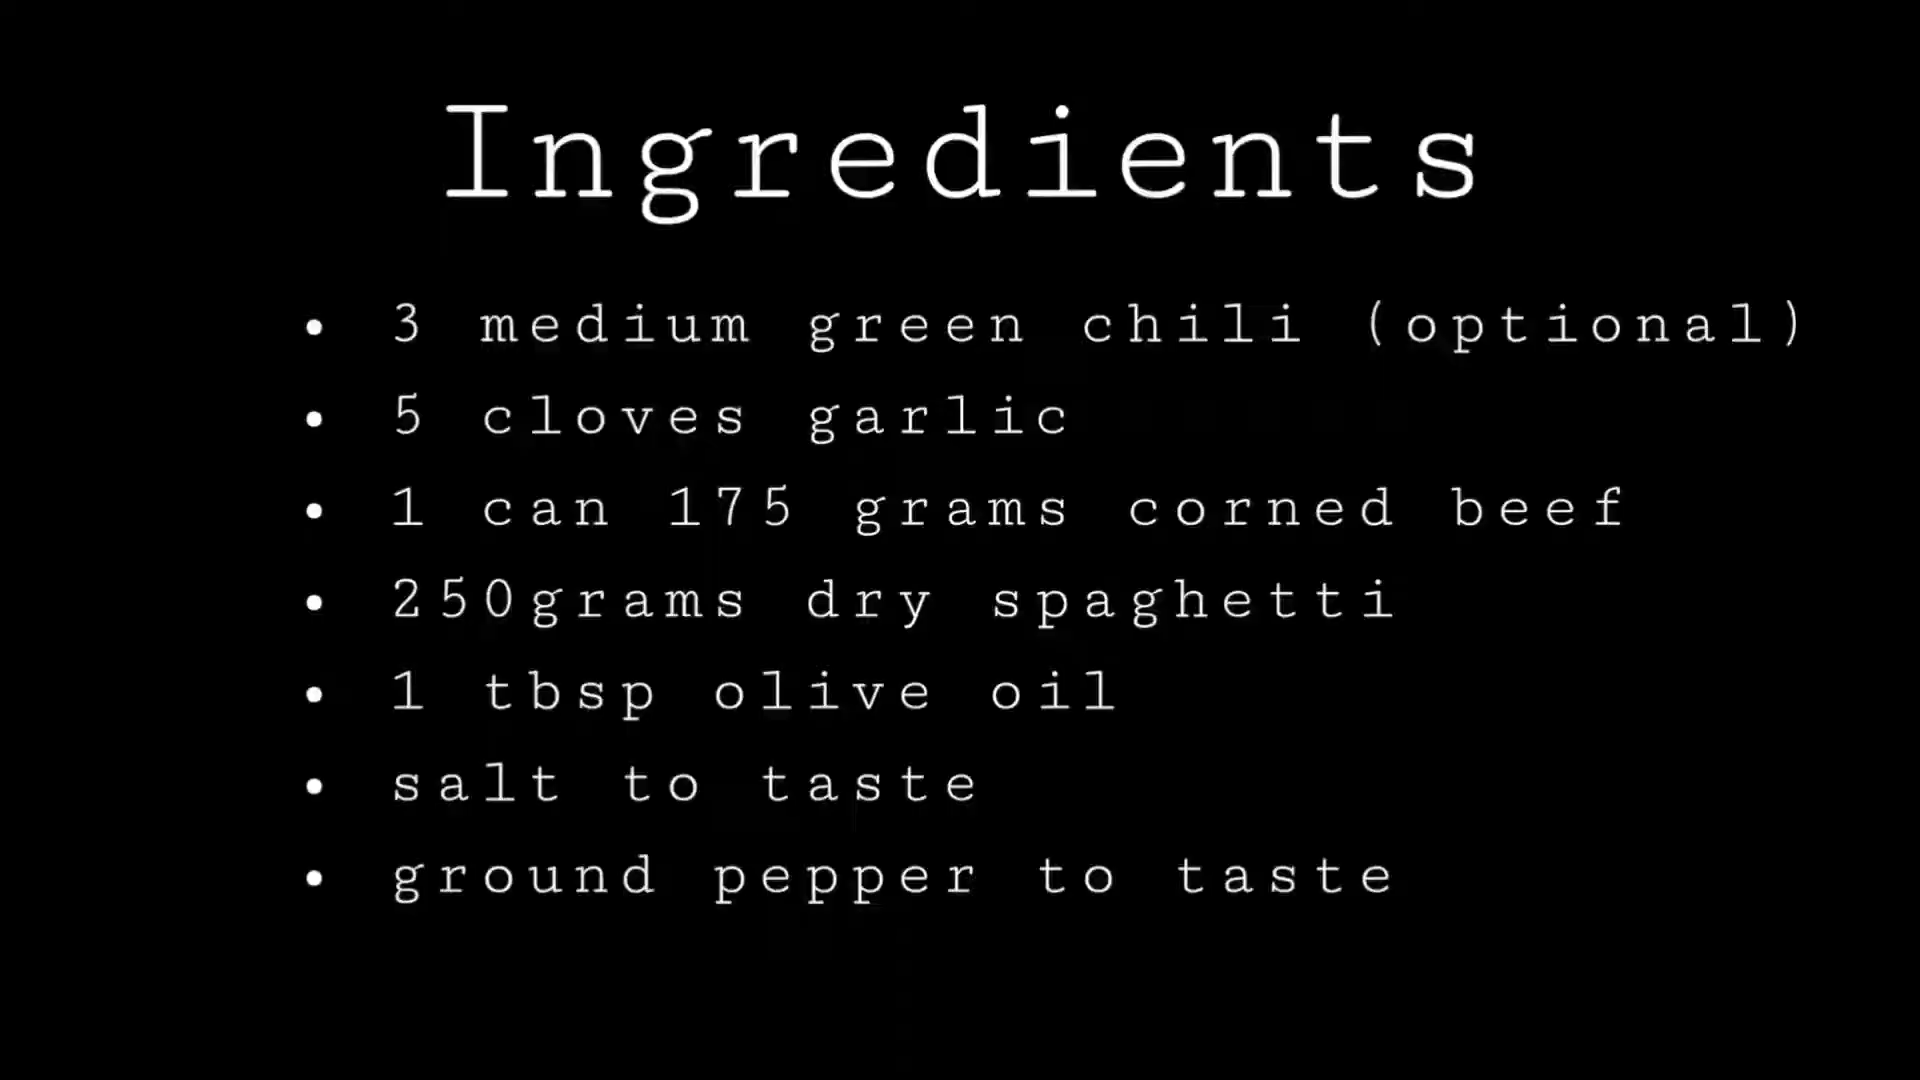 Ingredients
• 3 medium green chili (optional)
• 5 cloves garlic
• 1 can 175 grams corned beef
• 250grams dry spaghetti
• 1 tbsp olive oil
• salt to taste
• ground pepper to taste